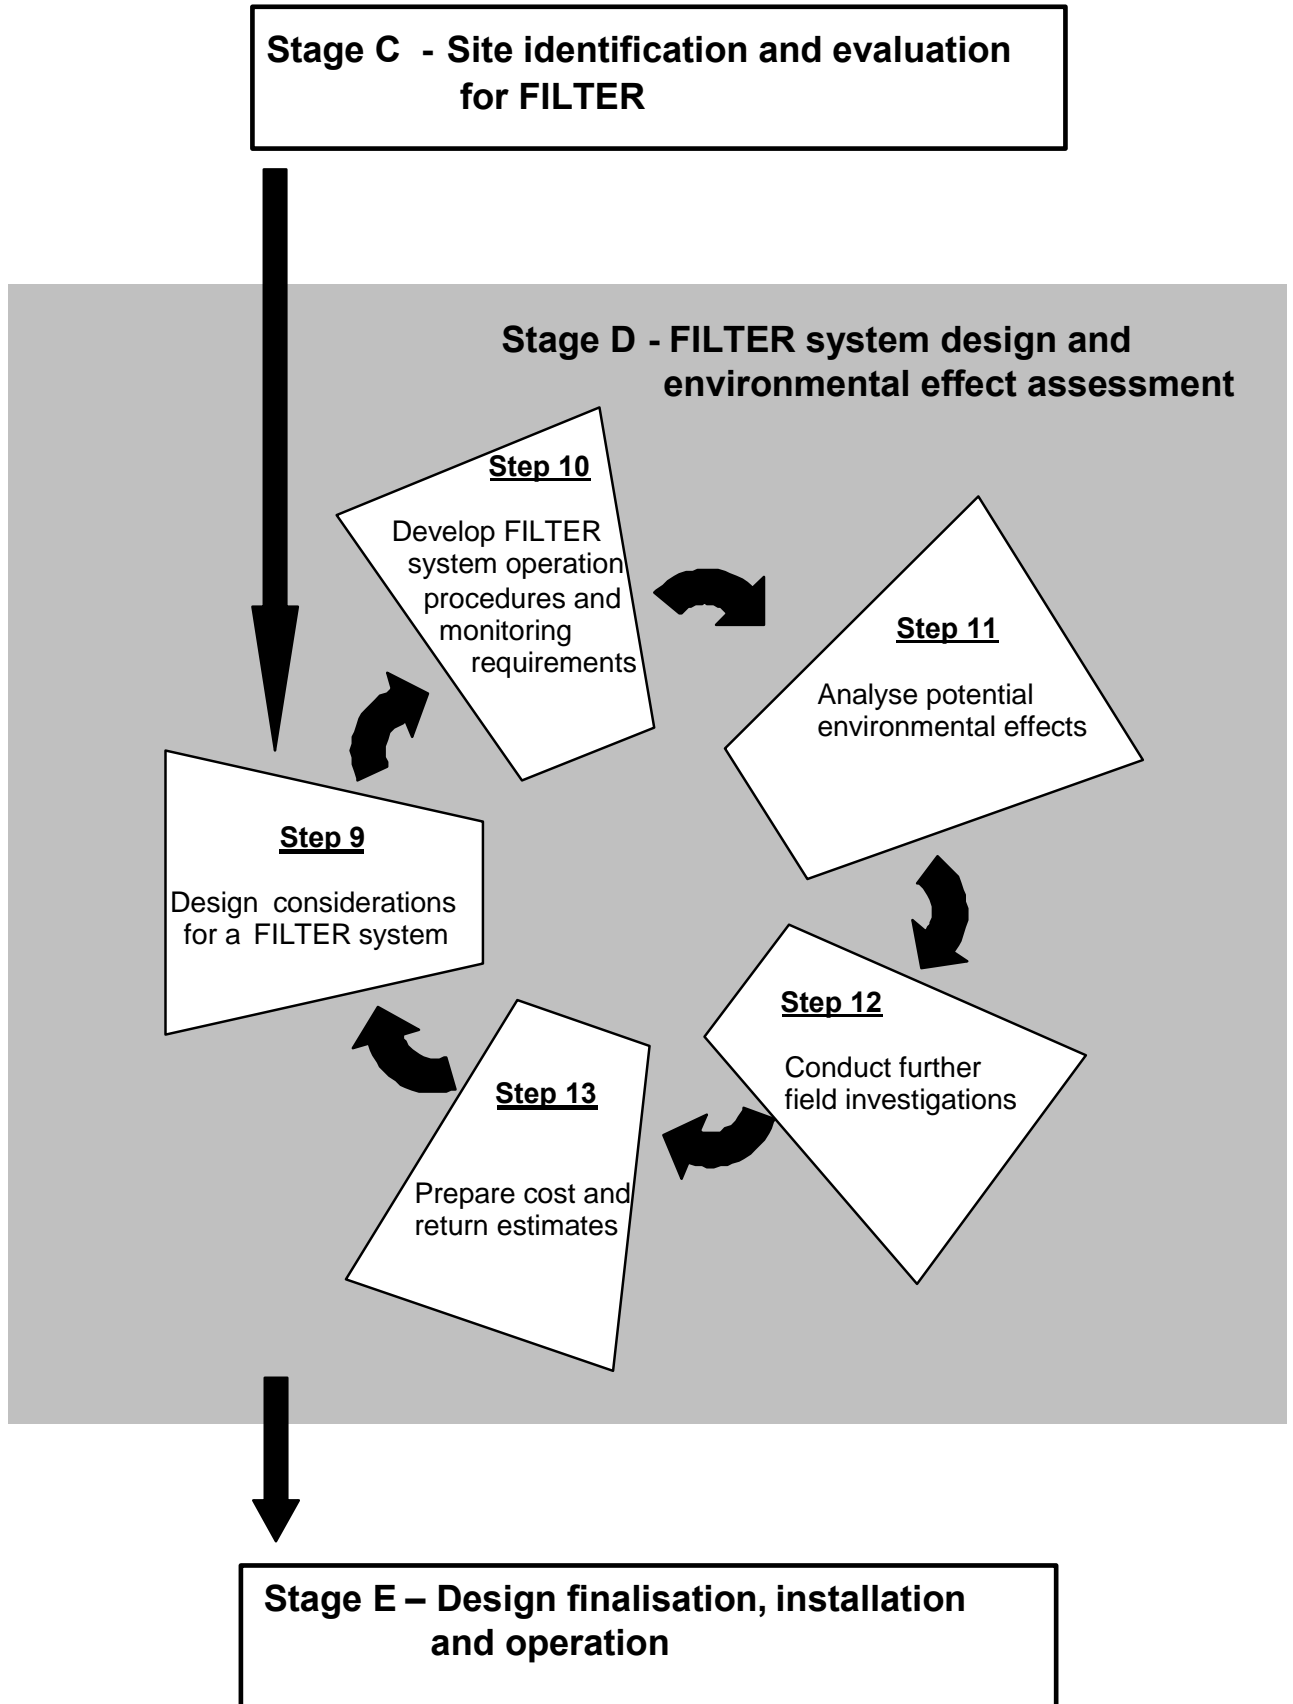 Stage C - Site identification and evaluation
for FILTER
Stage D - FILTER system design and
environmental effect assessment
Step 10
Develop FILTER
system operation
procedures and
monitoring
requirements
Step 11
Analyse potential
environmental effects
Step 9
Design considerations
for a FILTER system
Step 12
Conduct further
field investigations
Step 13
Prepare cost and
return estimates
Stage E – Design finalisation, installation
and operation